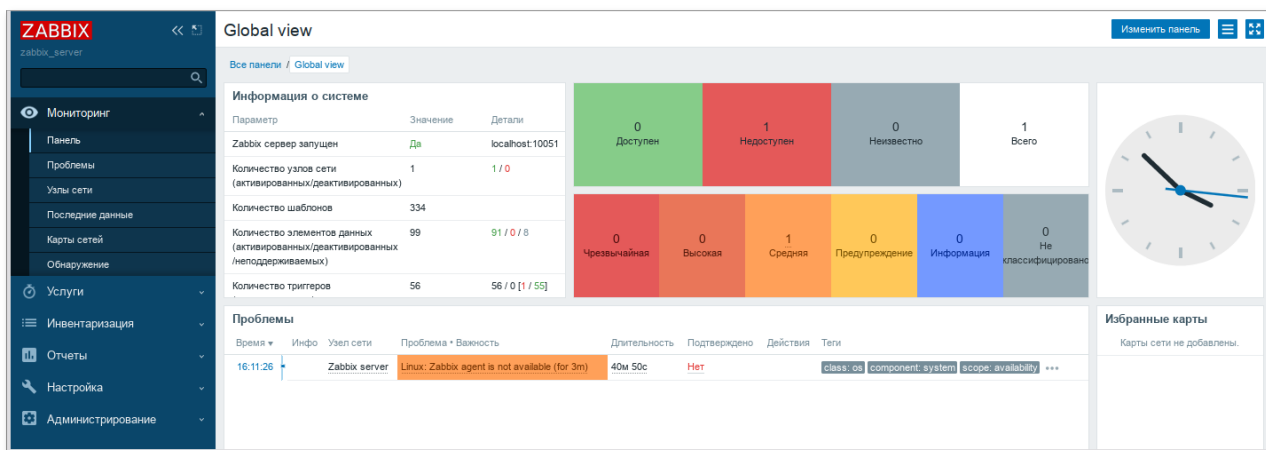 ZABBIX
zabbix_server
Мониторинг
Панель
Проблемы
Узлы сети
Последние данные
Карты сетей
Обнаружение
Услуги
Инвентаризация
Отчеты
Настройка
Администрирование
Global view
Изменить панель
Все панели / Global view
Информация о системе
Параметр Значение Детали
Zabbix сервер запущен Да localhost:10051
Количество узлов сети 1 1 / 0
(активированных/деактивированных)
Количество шаблонов 334
Количество элементов данных 99 91 / 0 / 8
(активированных/деактивированных
/неподдерживаемых)
Количество триггеров 56 56 / 0 [1 / 55]
0 1 0 1
Доступен Недоступен Неизвестно Всего
0 0 1 0 0 0
Чрезвычайная Высокая Средняя Предупреждение Информация Не
классифицировано
Проблемы
Время Инфо Узел сети Проблема • Важность Длительность Подтверждено Действия Теги
16:11:26 Zabbix server Linux: Zabbix agent is not available (for 3m) 40м 50с Нет class: os component: system scope: availability •••
Избранные карты
Карты сети не добавлены.